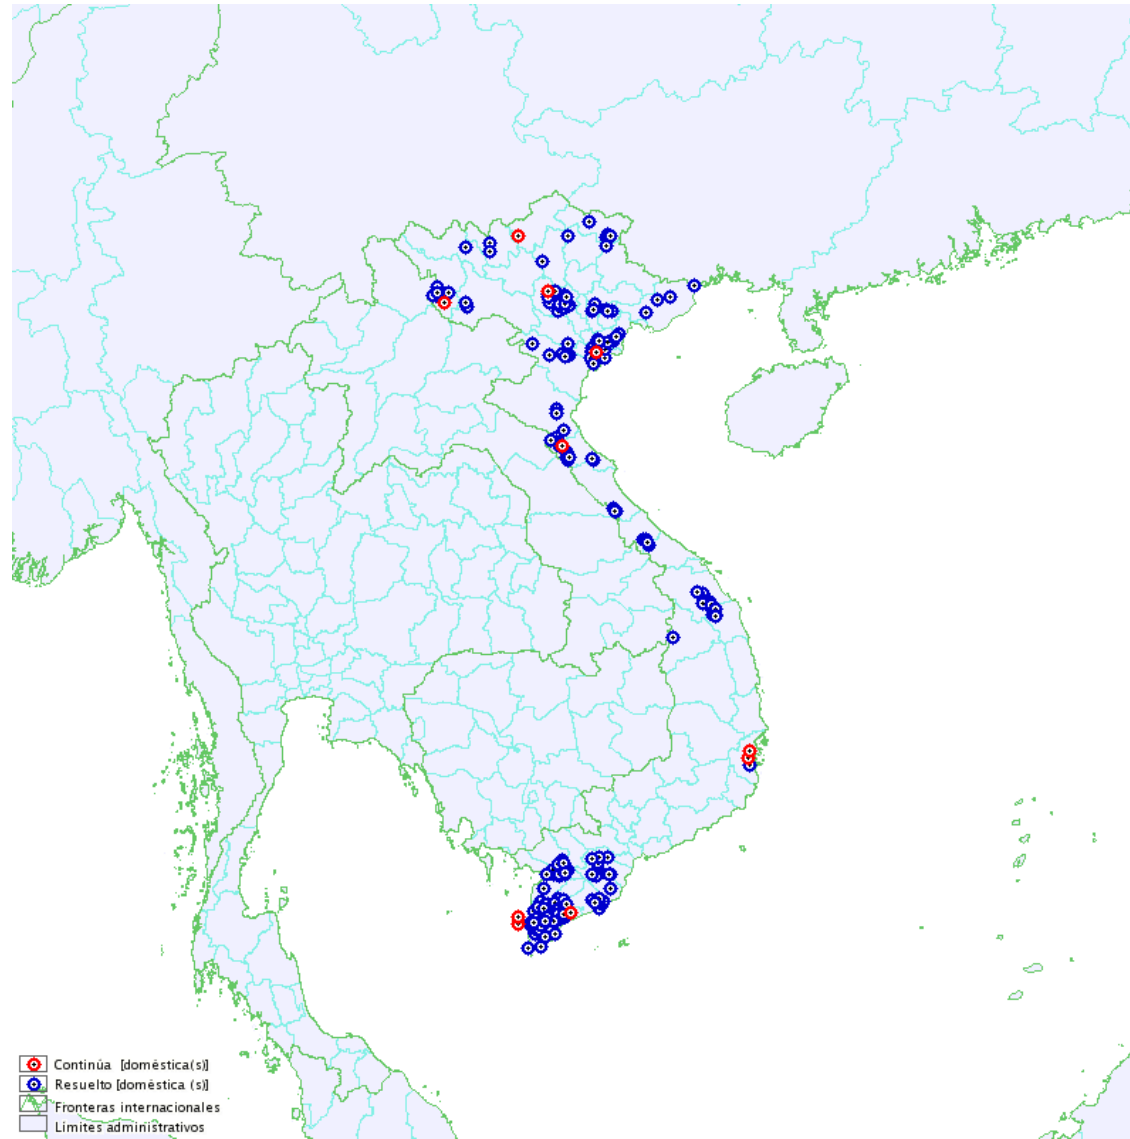 Continúa [doméstica(s)]
Resuelto [doméstica (s)]
Fronteras internacionales
Límites administrativos